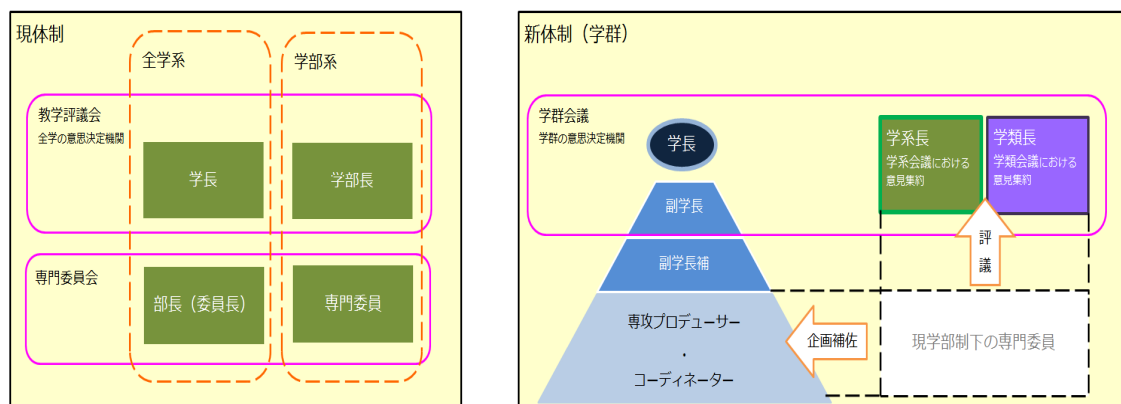 現体制
全学系
学部系
教学評議会
全学の意思決定機関
学長
学部長
専門委員会
部長（委員長）
専門委員
新体制（学群）
学群会議
学群の意思決定機関
学長
副学長
副学長補
専攻プロデューサー
・
コーディネーター
学系長
学系会議における
意見集約
学類長
学類会議における
意見集約
評
議
企画補佐
現学部制下の専門委員